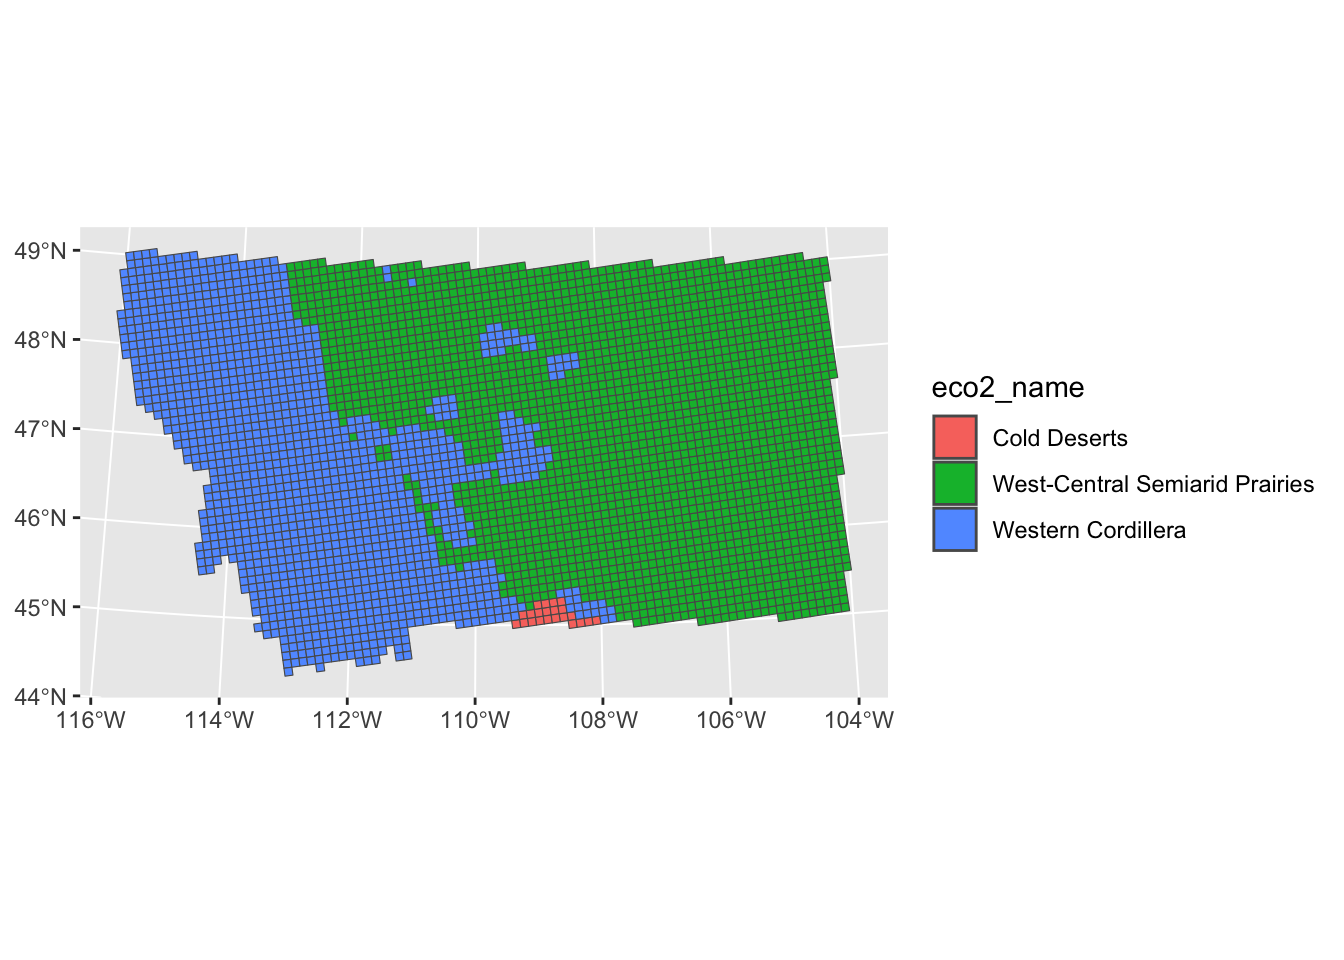 49°N
48°N
47°N
46°N
45°N
44°N
116°W 114°W 112°W 110°W 108°W 106°W 104°W
eco2_name
Cold Deserts
West-Central Semiarid Prairies
Western Cordillera